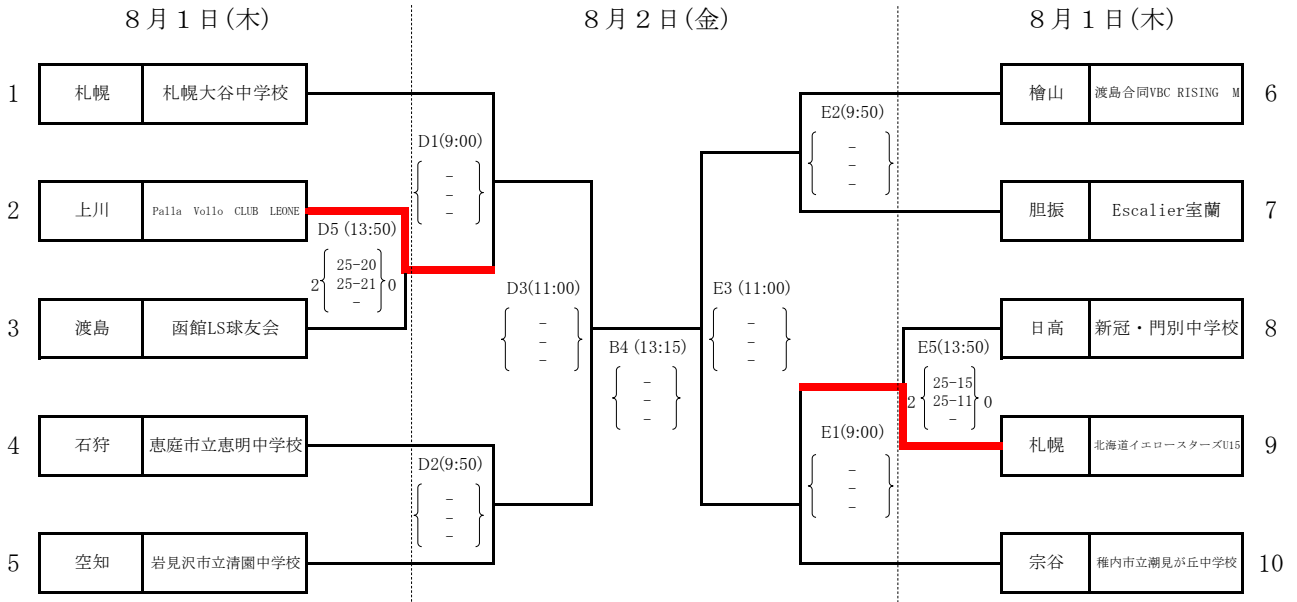 8月1日(木)
8月2日(金)
8月1日(木)
1 札幌 札幌大谷中学校
2 上川 Palla Vollo CLUB LEONE
3 渡島 函館LS球友会
4 石狩 恵庭市立恵明中学校
5 空知 岩見沢市立清園中学校
D5 (13:50)
2 { 25-20
25-21
- } 0
D1(9:00)
{ -
-
- }
D2(9:50)
{ -
-
- }
D3(11:00)
{ -
-
- }
B4 (13:15)
{ -
-
- }
E3 (11:00)
{ -
-
- }
E2(9:50)
{ -
-
- }
E1(9:00)
{ -
-
- }
E5(13:50)
2 { 25-15
25-11
- } 0
檜山 渡島合同VBC RISING M 6
胆振 Escalier室蘭 7
日高 新冠・門別中学校 8
札幌 北海道イエロースターズU15 9
宗谷 稚内市立潮見が丘中学校 10